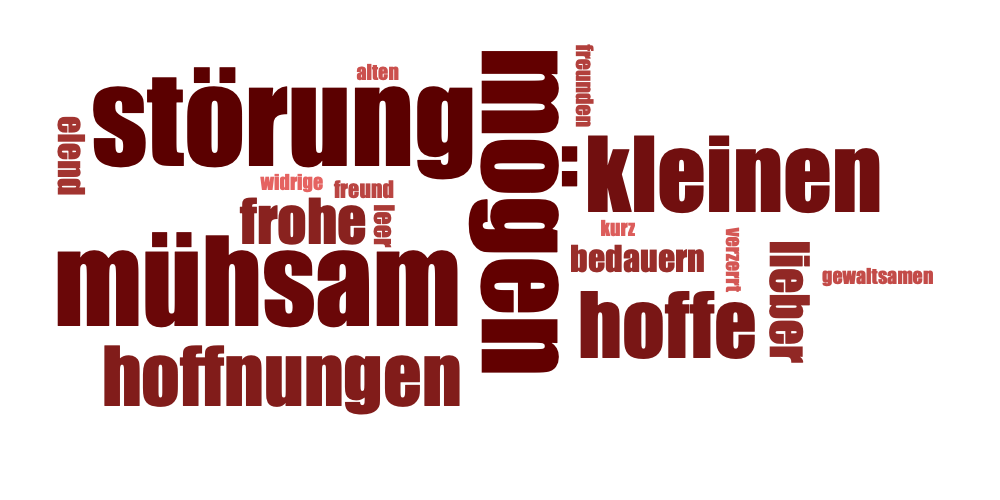 alten
störung
elend
mögen
freunden
kleinen
widrige
freund
frohe
leer
kurz
verzerrt
bedauern
lieber
gewaltsamen
mühsam
hoffe
hoffnungen